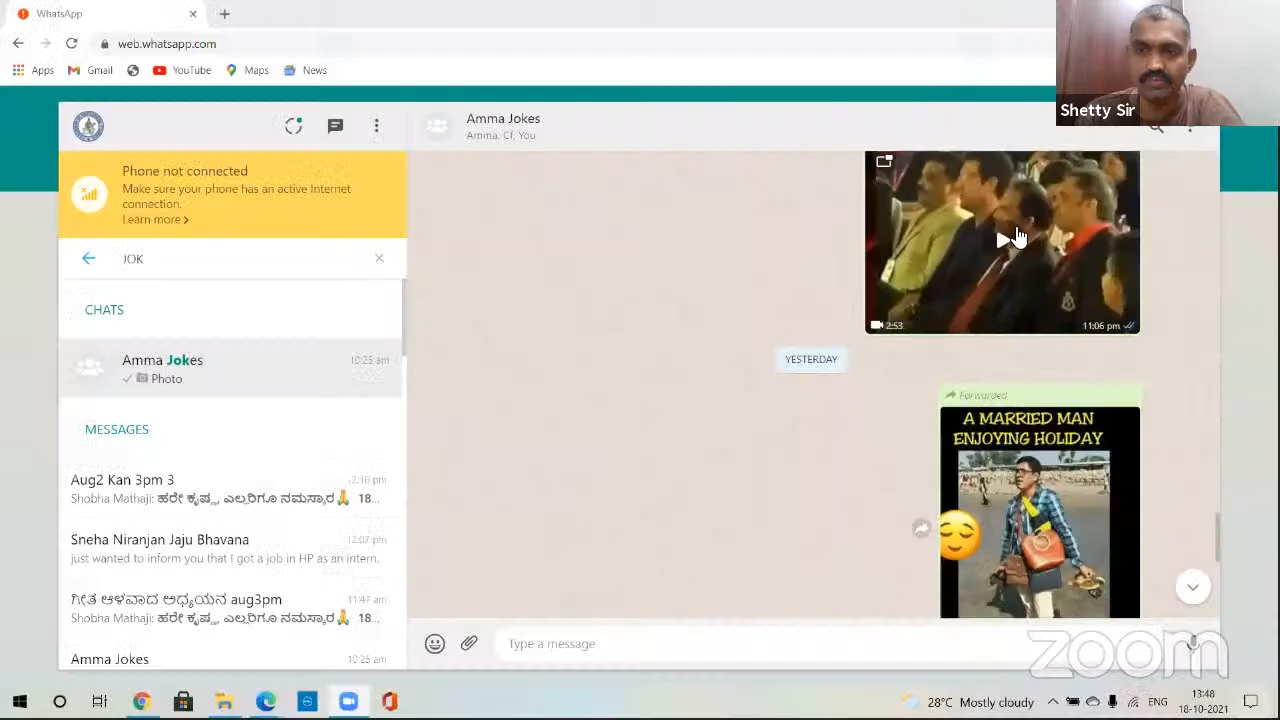 WhatsApp
web.whatsapp.com
Apps
Gmail
YouTube
Maps
News
Shetty Sir
Amma Jokes
Amma, Cf, You
Phone not connected
Make sure your phone has an active Internet
connection.
Learn more >
JOK
CHATS
Amma Jokes
10:25 am
Photo
MESSAGES
Aug2 Kan 3pm 3
12:10 pm
Shobha Mathaji: ಹರೇ ಕೃಷ್ಣ, ಎಲ್ಲರಿಗೂ ನಮಸ್ಕಾರ🙏 18...
Sneha Niranjan Jaju Bhavana
12:07 pm
just wanted to inform you that I got a job in HP as an intern.
ಗೀತ ಆಳವಾದ ಅಧ್ಯಯನ aug3pm
11:47 am
Shobha Mathaji: ಹರೇ ಕೃಷ್ಣ, ಎಲ್ಲರಿಗೂ ನಮಸ್ಕಾರ🙏 18...
Amma Jokes
10:25 am
2:53
11:06 pm
YESTERDAY
Forwarded
A MARRIED MAN
ENJOYING HOLIDAY
Type a message
zoom
28°C Mostly cloudy
ENG
13:48
18-10-2021